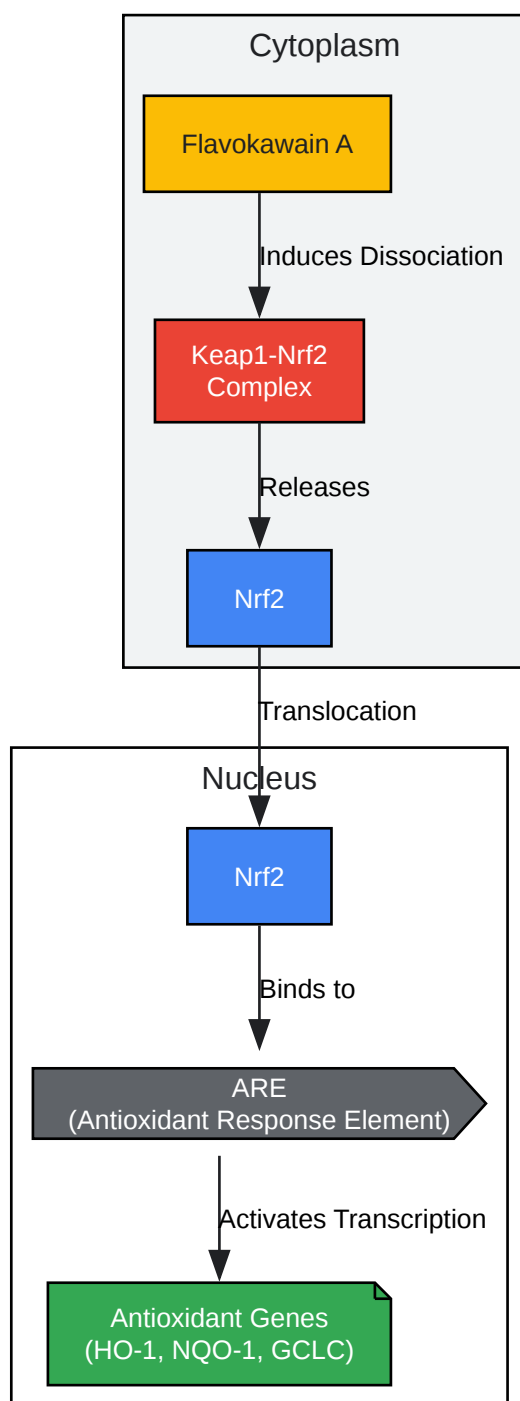 Cytoplasm
Flavokawain A
Induces Dissociation
Keap1-Nrf2
Complex
Releases
Nrf2
Translocation
Nucleus
Nrf2
Binds to
ARE
(Antioxidant Response Element)
Activates Transcription
Antioxidant Genes
(HO-1, NQO-1, GCLC)